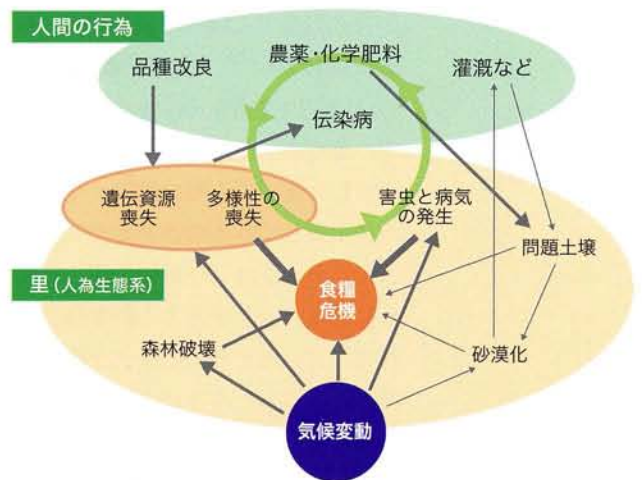 人間の行為
農薬・化学肥料
品種改良
灌漑など
伝染病
遺伝資源
喪失
多様性の
喪失
害虫と病気
の発生
問題土壌
里（人為生態系）
食糧
危機
森林破壊
砂漠化
気候変動